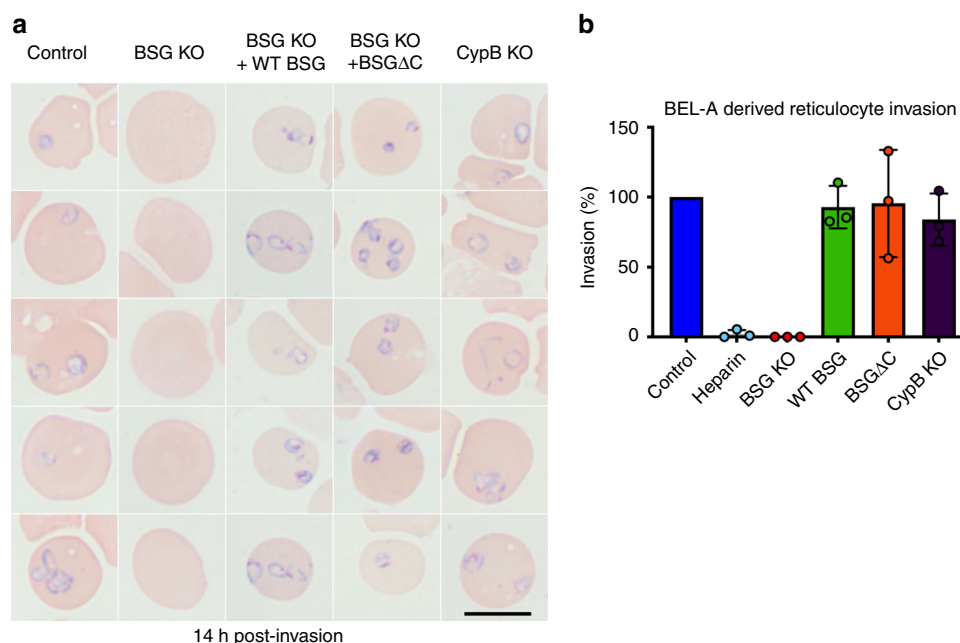 a
Control
BSG KO
BSG KO
+ WT BSG
BSG KO
+BSGΔC
CypB KO
14 h post-invasion
b
BEL-A derived reticulocyte invasion
Invasion (%)
150
100
50
0
Control
Heparin
BSG KO
WT BSG
BSGΔC
CypB KO